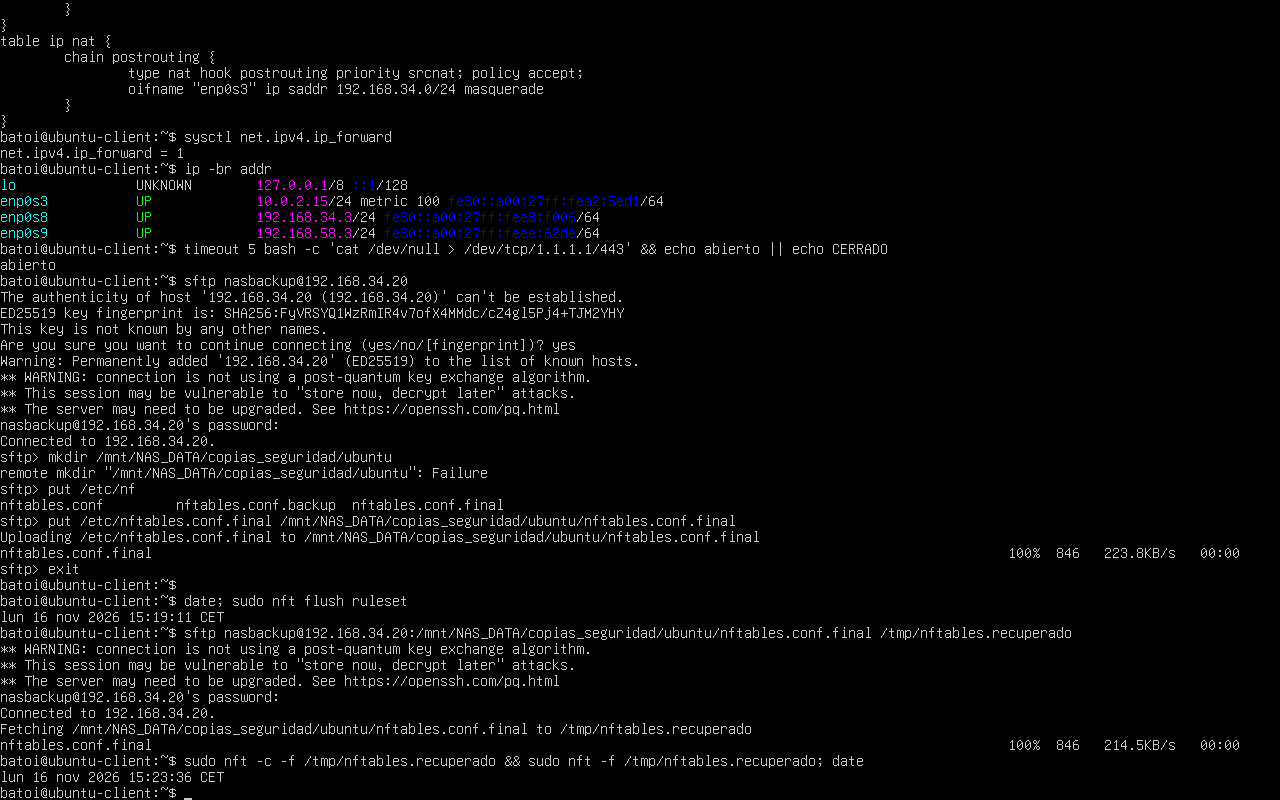 }
}
table ip nat {
        chain postrouting {
                type nat hook postrouting priority srcnat; policy accept;
                oifname "enp0s3" ip saddr 192.168.34.0/24 masquerade
        }
}
batoi@ubuntu-client:~$ sysctl net.ipv4.ip_forward
net.ipv4.ip_forward = 1
batoi@ubuntu-client:~$ ip -br addr
lo               UNKNOWN        127.0.0.1/8 ::1/128
enp0s3           UP             10.0.2.15/24 metric 100 fe80::a00:27ff:fea2:5ed1/64
enp0s8           UP             192.168.34.3/24 fe80::a00:27ff:fee8:f006/64
enp0s9           UP             192.168.58.3/24 fe80::a00:27ff:feee:62de/64
batoi@ubuntu-client:~$ timeout 5 bash -c 'cat /dev/null > /dev/tcp/1.1.1.1/443' && echo abierto || echo CERRADO
abierto
batoi@ubuntu-client:~$ sftp nasbackup@192.168.34.20
The authenticity of host '192.168.34.20 (192.168.34.20)' can't be established.
ED25519 key fingerprint is: SHA256:FyVRSYQ1WzRmIR4v7ofX4MMdc/cZ4gl5Pj4+TJM2YHY
This key is not known by any other names.
Are you sure you want to continue connecting (yes/no/[fingerprint])? yes
Warning: Permanently added '192.168.34.20' (ED25519) to the list of known hosts.
** WARNING: connection is not using a post-quantum key exchange algorithm.
** This session may be vulnerable to "store now, decrypt later" attacks.
** The server may need to be upgraded. See https://openssh.com/pq.html
nasbackup@192.168.34.20's password:
Connected to 192.168.34.20.
sftp> mkdir /mnt/NAS_DATA/copias_seguridad/ubuntu
remote mkdir "/mnt/NAS_DATA/copias_seguridad/ubuntu": Failure
sftp> put /etc/nf
nftables.conf         nftables.conf.backup  nftables.conf.final
sftp> put /etc/nftables.conf.final /mnt/NAS_DATA/copias_seguridad/ubuntu/nftables.conf.final
Uploading /etc/nftables.conf.final to /mnt/NAS_DATA/copias_seguridad/ubuntu/nftables.conf.final
nftables.conf.final                                                                                                           100%  846   223.8KB/s   00:00
sftp> exit
batoi@ubuntu-client:~$
batoi@ubuntu-client:~$ date; sudo nft flush ruleset
lun 16 nov 2026 15:19:11 CET
batoi@ubuntu-client:~$ sftp nasbackup@192.168.34.20:/mnt/NAS_DATA/copias_seguridad/ubuntu/nftables.conf.final /tmp/nftables.recuperado
** WARNING: connection is not using a post-quantum key exchange algorithm.
** This session may be vulnerable to "store now, decrypt later" attacks.
** The server may need to be upgraded. See https://openssh.com/pq.html
nasbackup@192.168.34.20's password:
Connected to 192.168.34.20.
Fetching /mnt/NAS_DATA/copias_seguridad/ubuntu/nftables.conf.final to /tmp/nftables.recuperado
nftables.conf.final                                                                                                           100%  846   214.5KB/s   00:00
batoi@ubuntu-client:~$ sudo nft -c -f /tmp/nftables.recuperado && sudo nft -f /tmp/nftables.recuperado; date
lun 16 nov 2026 15:23:36 CET
batoi@ubuntu-client:~$ _